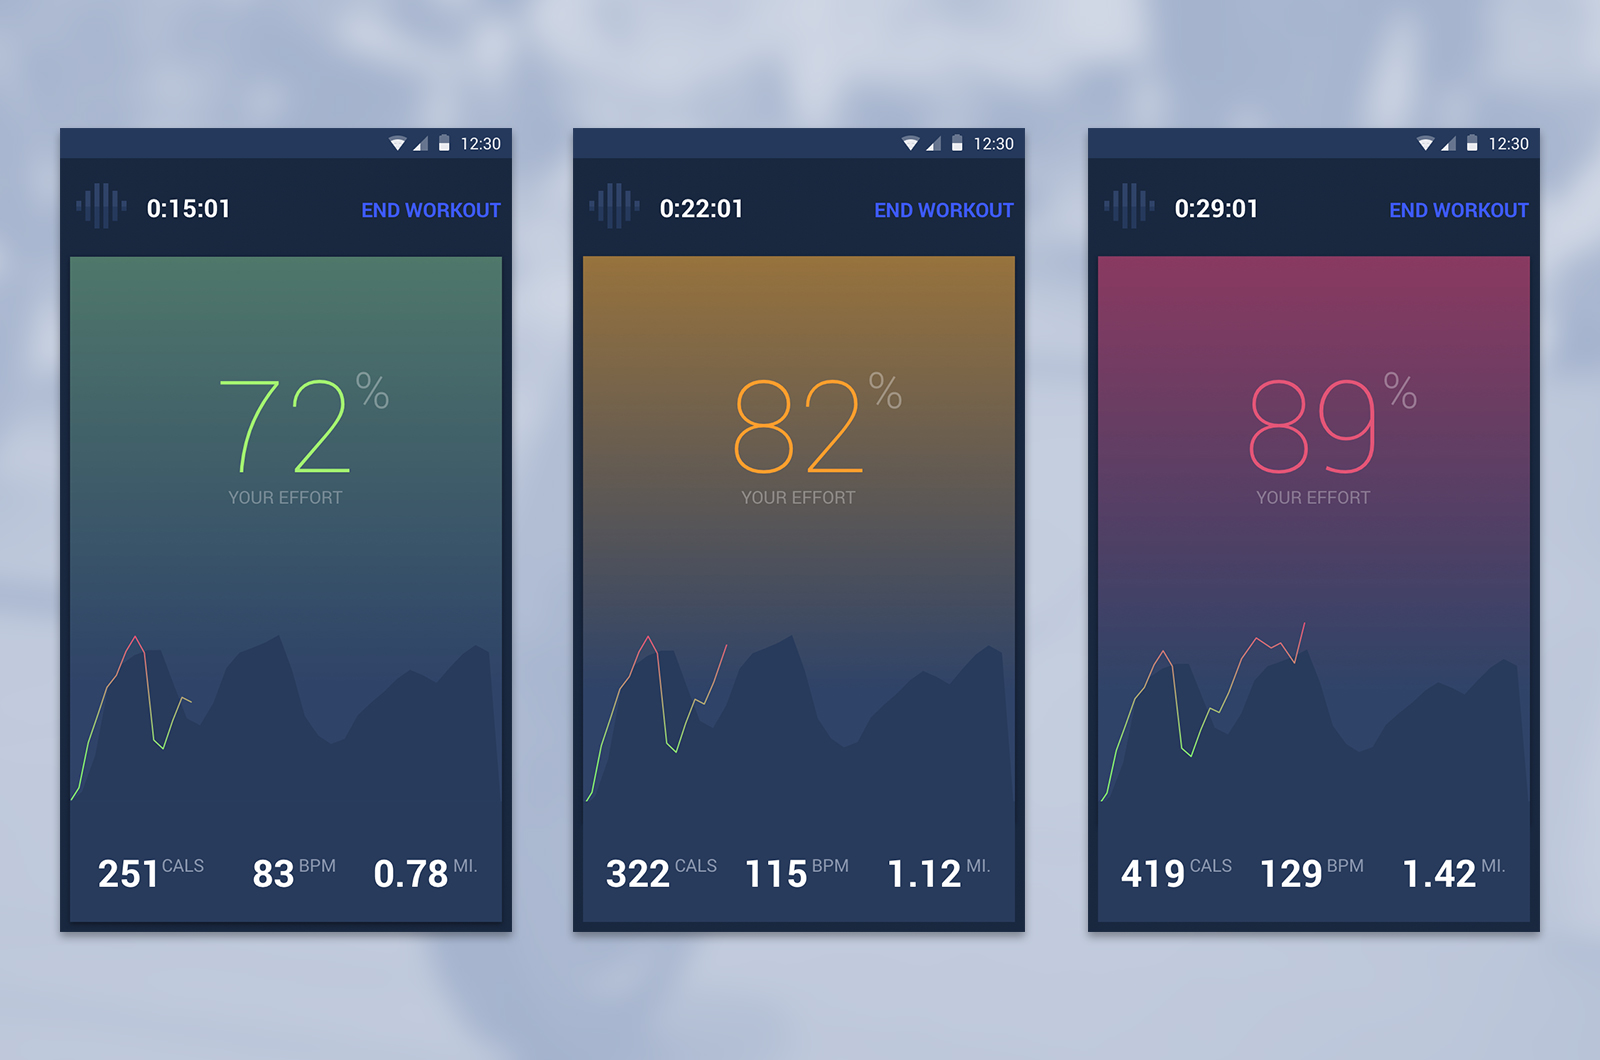 12:30
0:15:01 END WORKOUT
72%
YOUR EFFORT
251 CALS 83 BPM 0.78 MI.
12:30
0:22:01 END WORKOUT
82%
YOUR EFFORT
322 CALS 115 BPM 1.12 MI.
12:30
0:29:01 END WORKOUT
89%
YOUR EFFORT
419 CALS 129 BPM 1.42 MI.